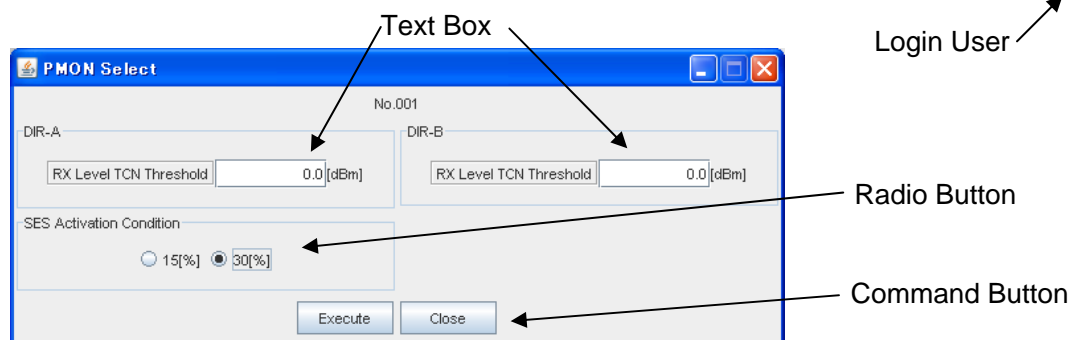 Text Box
Login User
PMON Select
No.001
DIR-A
DIR-B
RX Level TCN Threshold 0.0 [dBm]
RX Level TCN Threshold 0.0 [dBm]
Radio Button
SES Activation Condition
15[%] 30[%]
Command Button
Execute Close